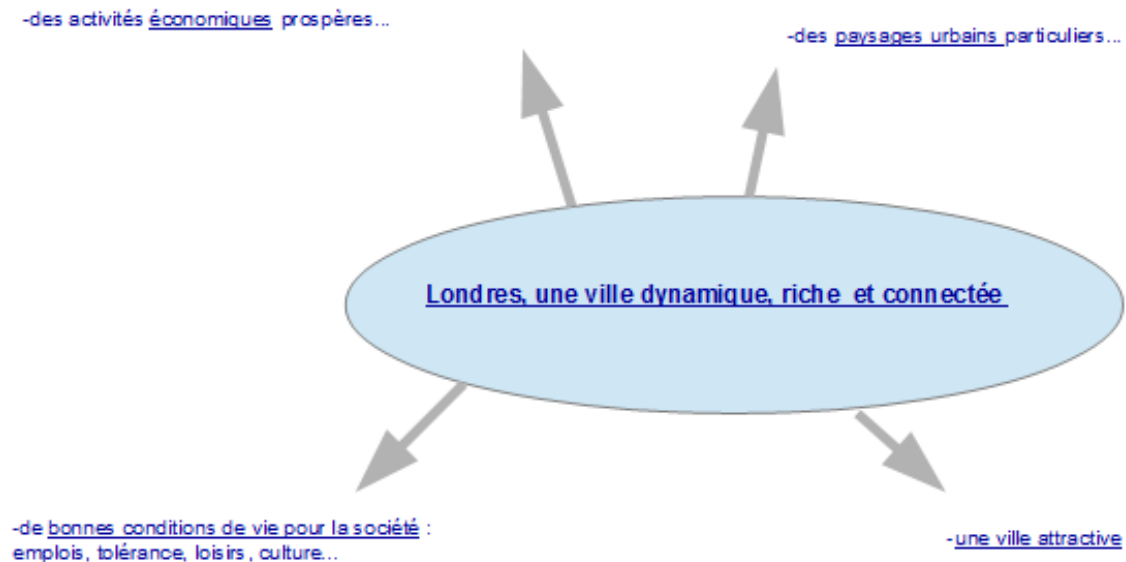 -des activités économiques prospères...
-des paysages urbains particuliers...
Londres, une ville dynamique, riche et connectée
-de bonnes conditions de vie pour la société :
emplois, tolérance, loisirs, culture...
-une ville attractive